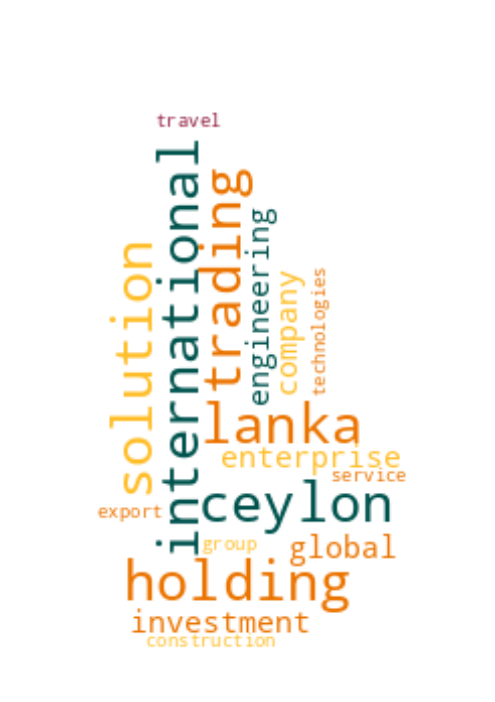 travel
international
trading
solution
engineering
company
technologies
lanka
enterprise
service
ceylon
export
group
global
holding
investment
construction